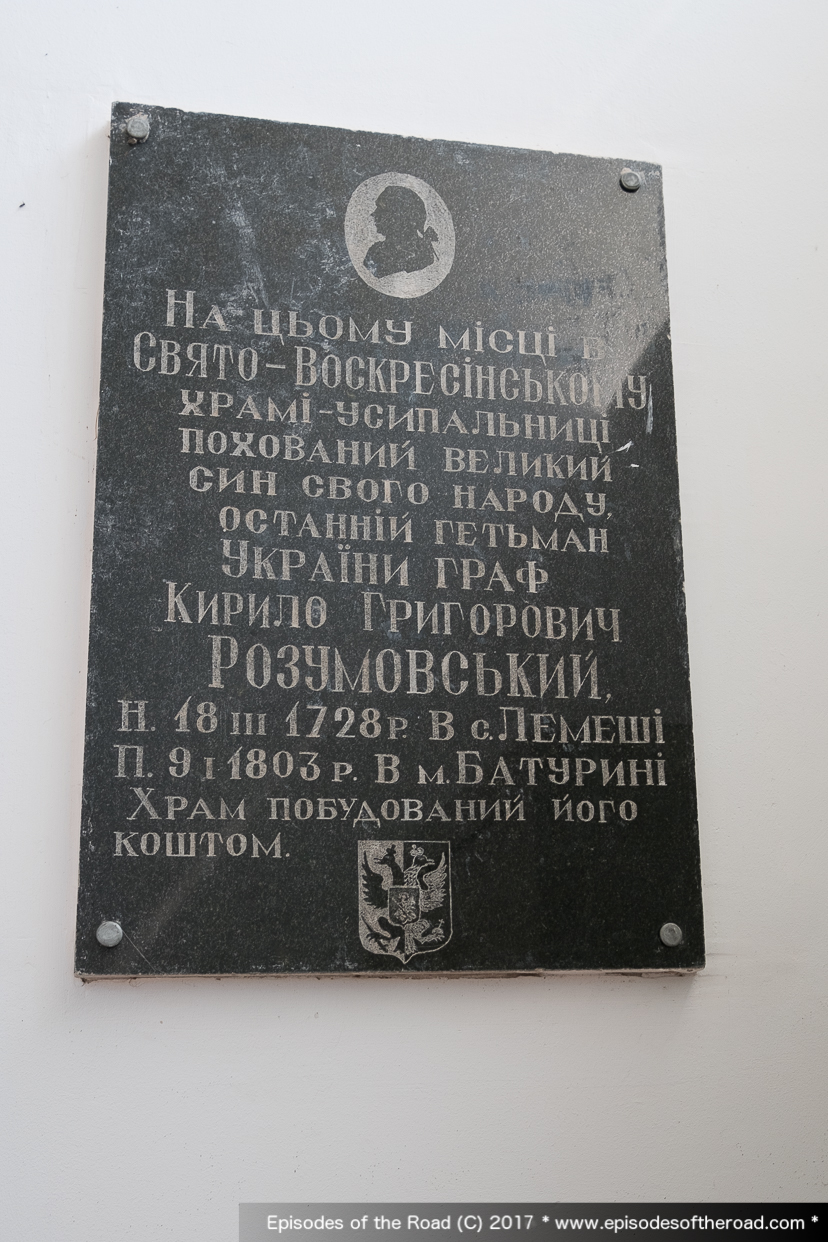 На цьому місці в
Свято-Воскресінському
храмі-усипальниці
похований великий
син свого народу,
останній гетьман
України граф
Кирило Григорович
Розумовський,
Н. 18 III 1728 р. в с. Лемеші
П. 9 I 1803 р. в м. Батурині
Храм побудований його
коштом.
Episodes of the Road (C) 2017 * www.episodesoftheroad.com *